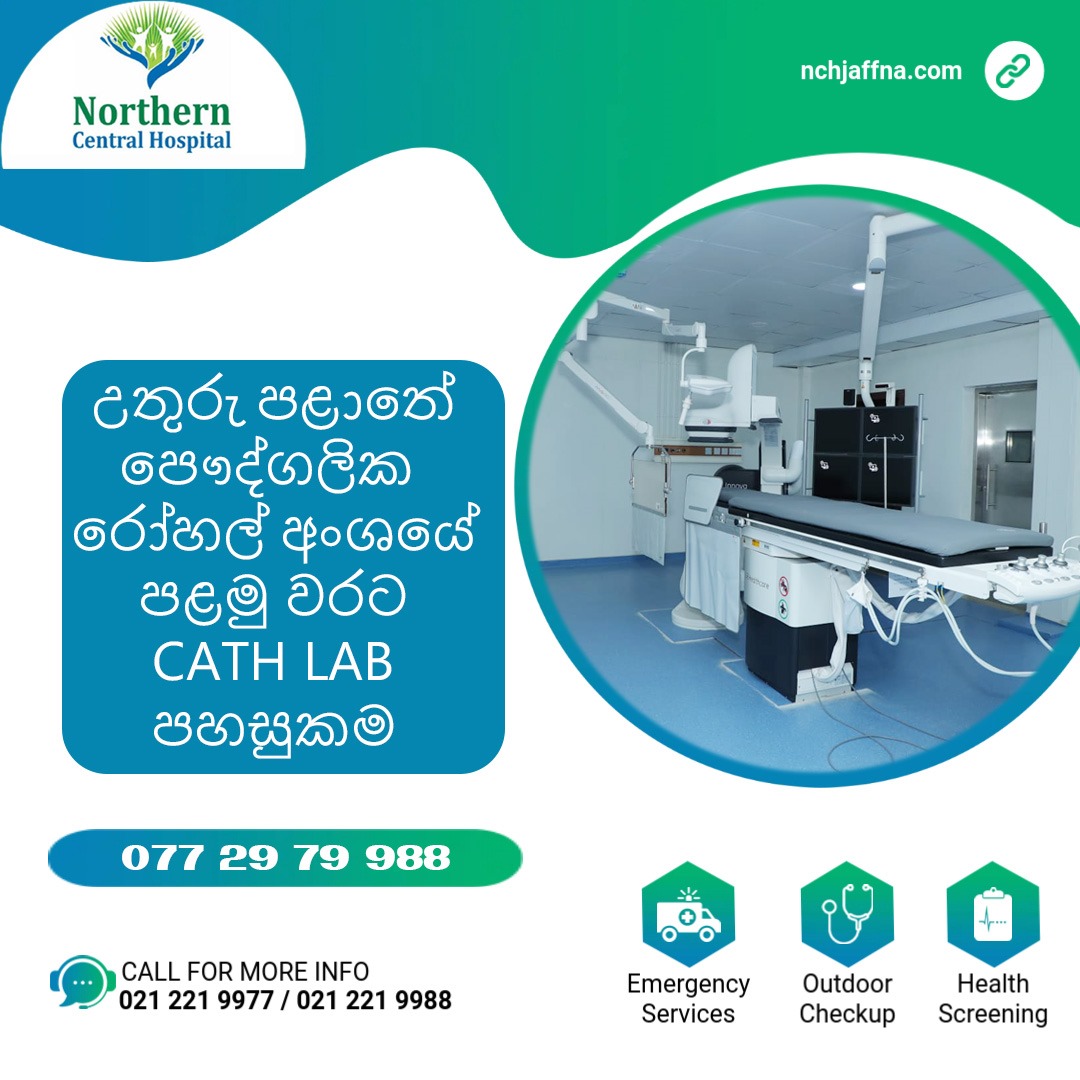 Northern
Central Hospital
nchjaffna.com
උතුරු පළාතේ
පෞද්ගලික
රෝහල් අංශයේ
පළමු වරට
CATH LAB
පහසුකම
077 29 79 988
CALL FOR MORE INFO
021 221 9977 / 021 221 9988
Emergency
Services
Outdoor
Checkup
Health
Screening